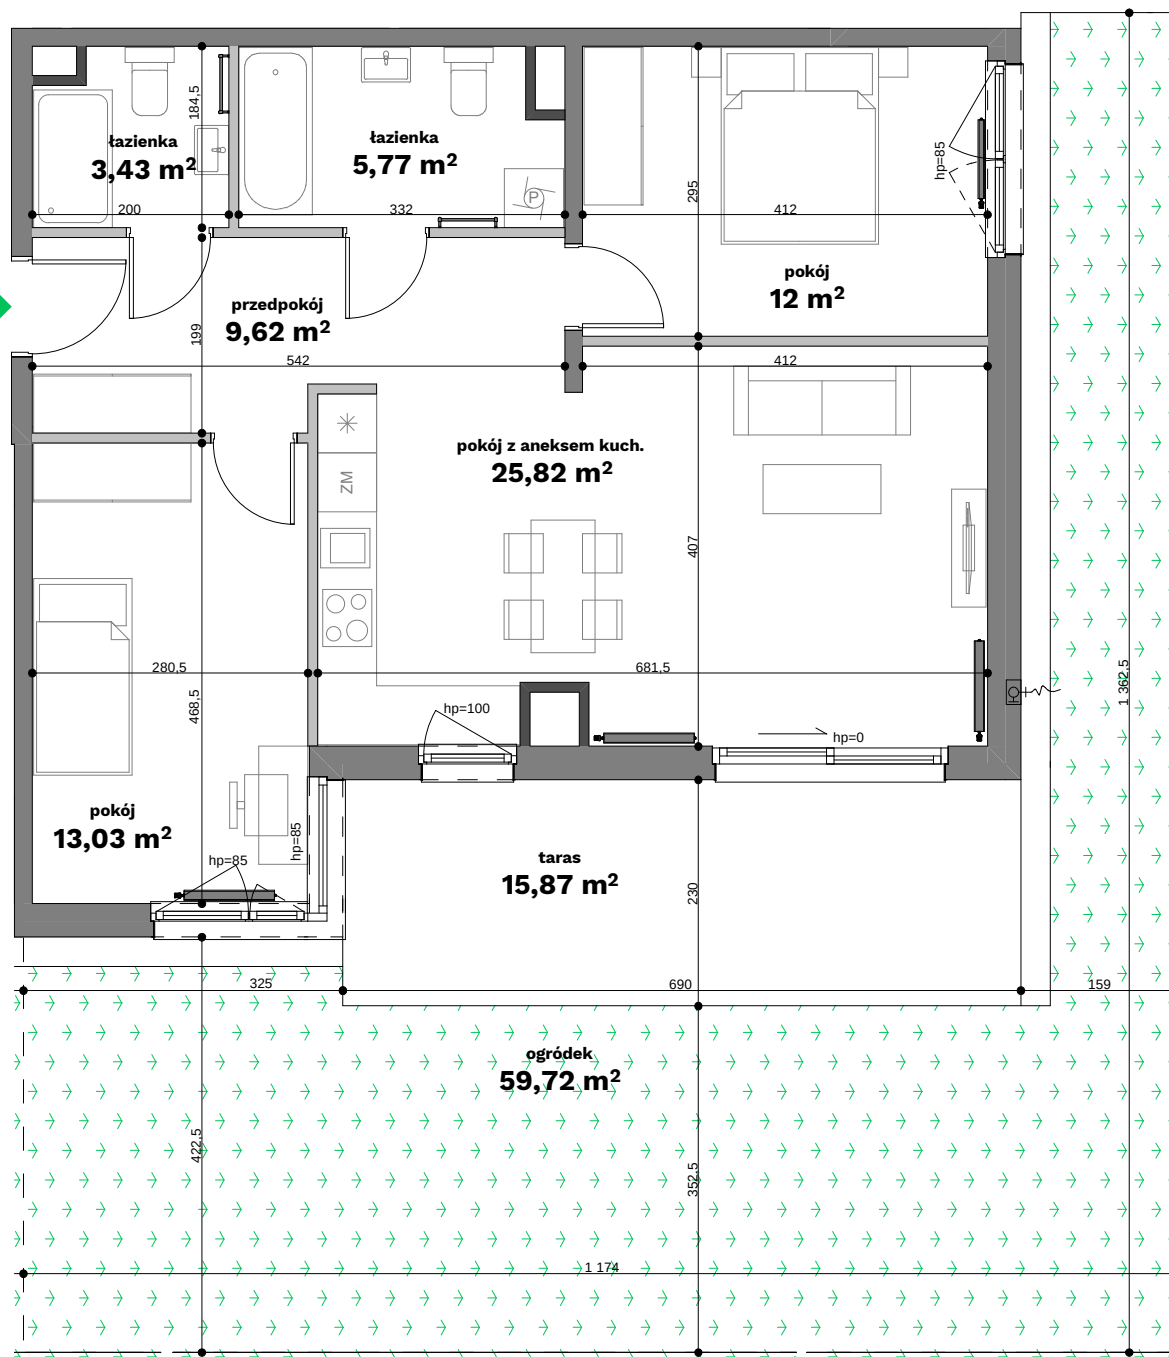 184,5
łazienka
3,43 m²
200
łazienka
5,77 m²
P
332
295
412
hp=85
pokój
12 m²
przedpokój
9,62 m²
199
542
412
pokój z aneksem kuch.
25,82 m²
ZM
407
280,5
681,5
468,5
hp=100
hp=0
1 362,5
pokój
13,03 m²
hp=85
hp=85
taras
15,87 m²
230
325
690
159
ogródek
59,72 m²
422,5
352,5
1 174